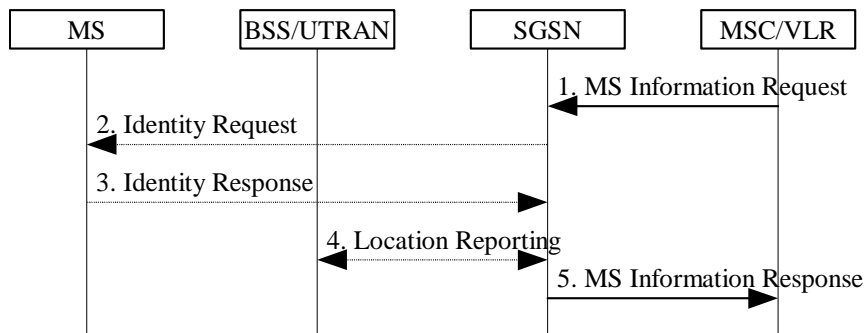 MS
BSS/UTRAN
SGSN
MSC/VLR
1. MS Information Request
2. Identity Request
3. Identity Response
4. Location Reporting
5. MS Information Response